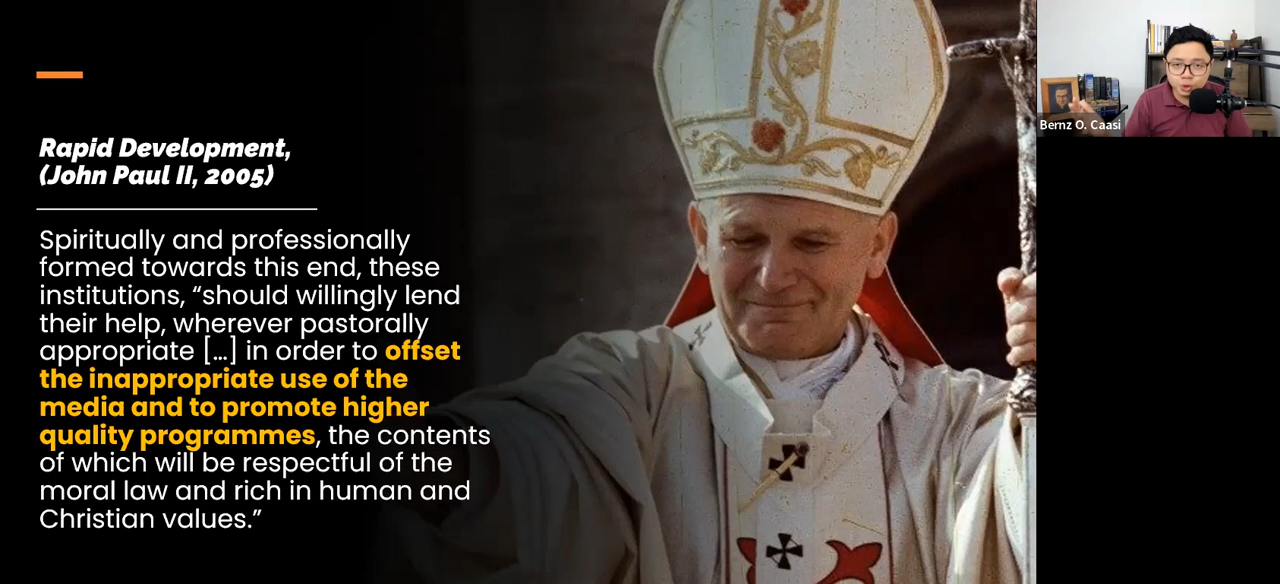 Rapid Development,
(John Paul II, 2005)
Spiritually and professionally
formed towards this end, these
institutions, “should willingly lend
their help, wherever pastorally
appropriate […] in order to offset
the inappropriate use of the
media and to promote higher
quality programmes, the contents
of which will be respectful of the
moral law and rich in human and
Christian values.”
Bernz O. Caasi